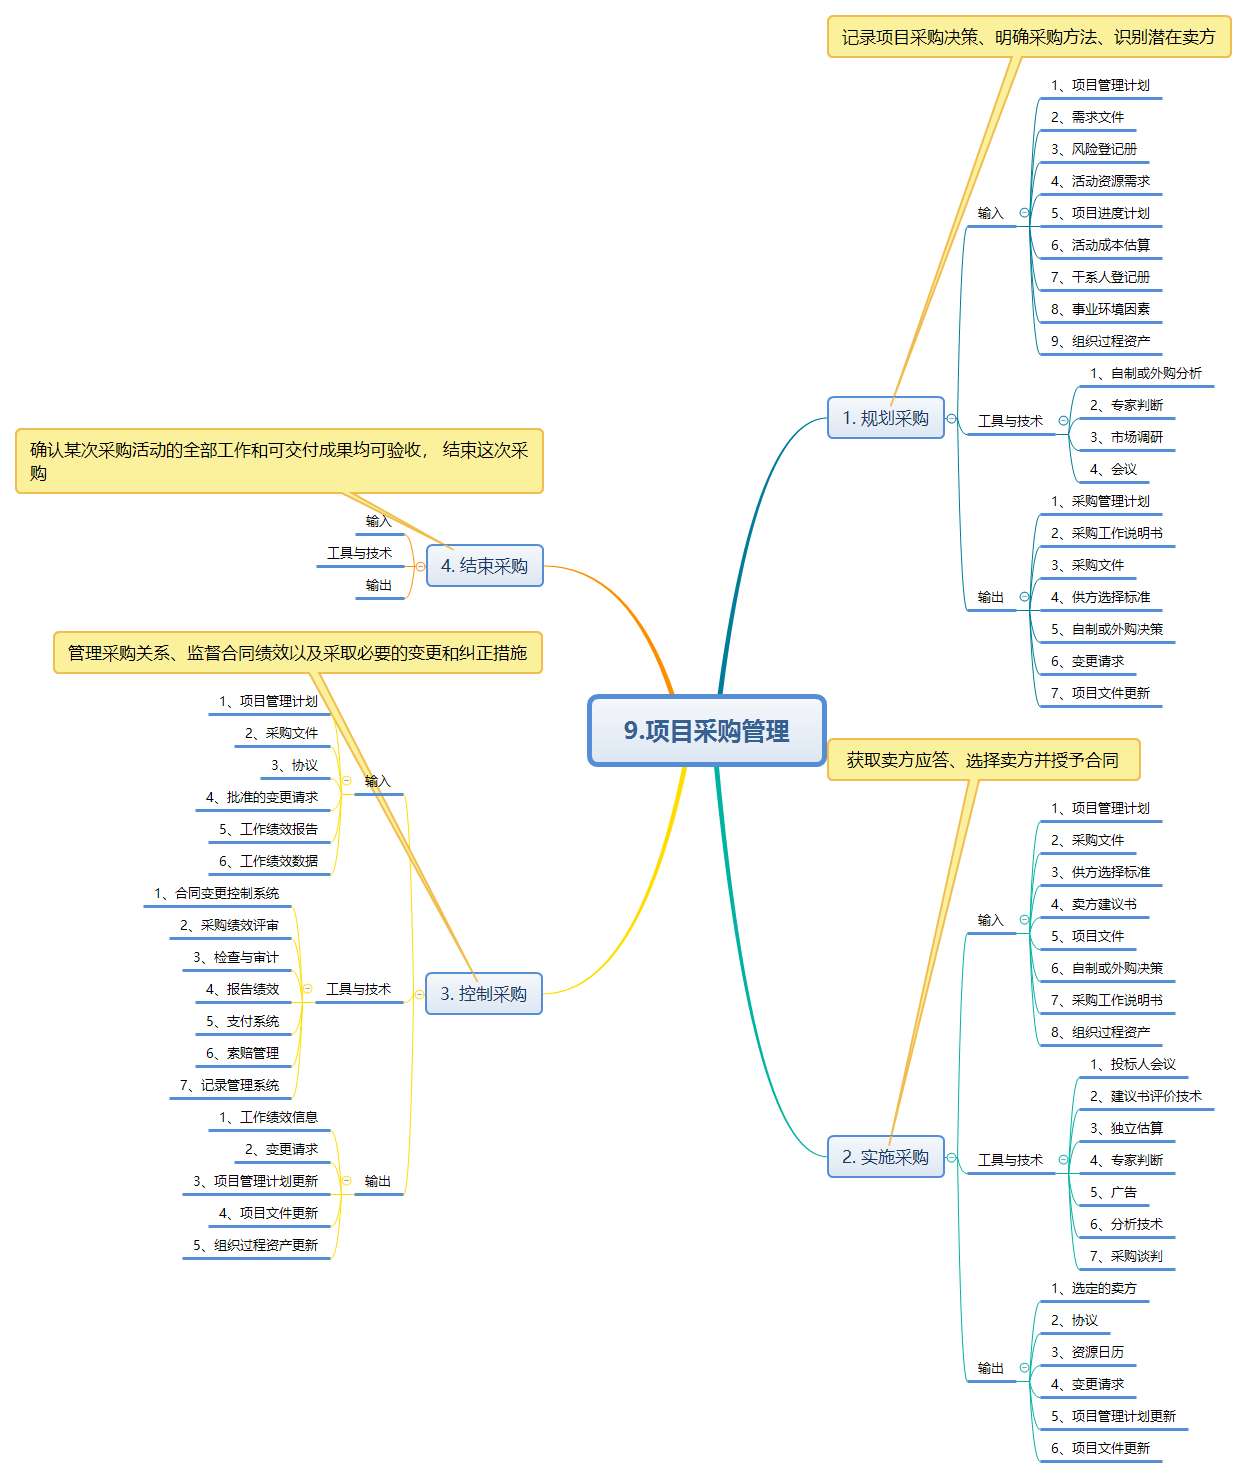 9.项目采购管理
记录项目采购决策、明确采购方法、识别潜在卖方
1. 规划采购
输入
1、项目管理计划
2、需求文件
3、风险登记册
4、活动资源需求
5、项目进度计划
6、活动成本估算
7、干系人登记册
8、事业环境因素
9、组织过程资产
工具与技术
1、自制或外购分析
2、专家判断
3、市场调研
4、会议
输出
1、采购管理计划
2、采购工作说明书
3、采购文件
4、供方选择标准
5、自制或外购决策
6、变更请求
7、项目文件更新
获取卖方应答、选择卖方并授予合同
2. 实施采购
输入
1、项目管理计划
2、采购文件
3、供方选择标准
4、卖方建议书
5、项目文件
6、自制或外购决策
7、采购工作说明书
8、组织过程资产
工具与技术
1、投标人会议
2、建议书评价技术
3、独立估算
4、专家判断
5、广告
6、分析技术
7、采购谈判
输出
1、选定的卖方
2、协议
3、资源日历
4、变更请求
5、项目管理计划更新
6、项目文件更新
管理采购关系、监督合同绩效以及采取必要的变更和纠正措施
3. 控制采购
输入
1、项目管理计划
2、采购文件
3、协议
4、批准的变更请求
5、工作绩效报告
6、工作绩效数据
工具与技术
1、合同变更控制系统
2、采购绩效评审
3、检查与审计
4、报告绩效
5、支付系统
6、索赔管理
7、记录管理系统
输出
1、工作绩效信息
2、变更请求
3、项目管理计划更新
4、项目文件更新
5、组织过程资产更新
确认某次采购活动的全部工作和可交付成果均可验收， 结束这次采
购
4. 结束采购
输入
工具与技术
输出